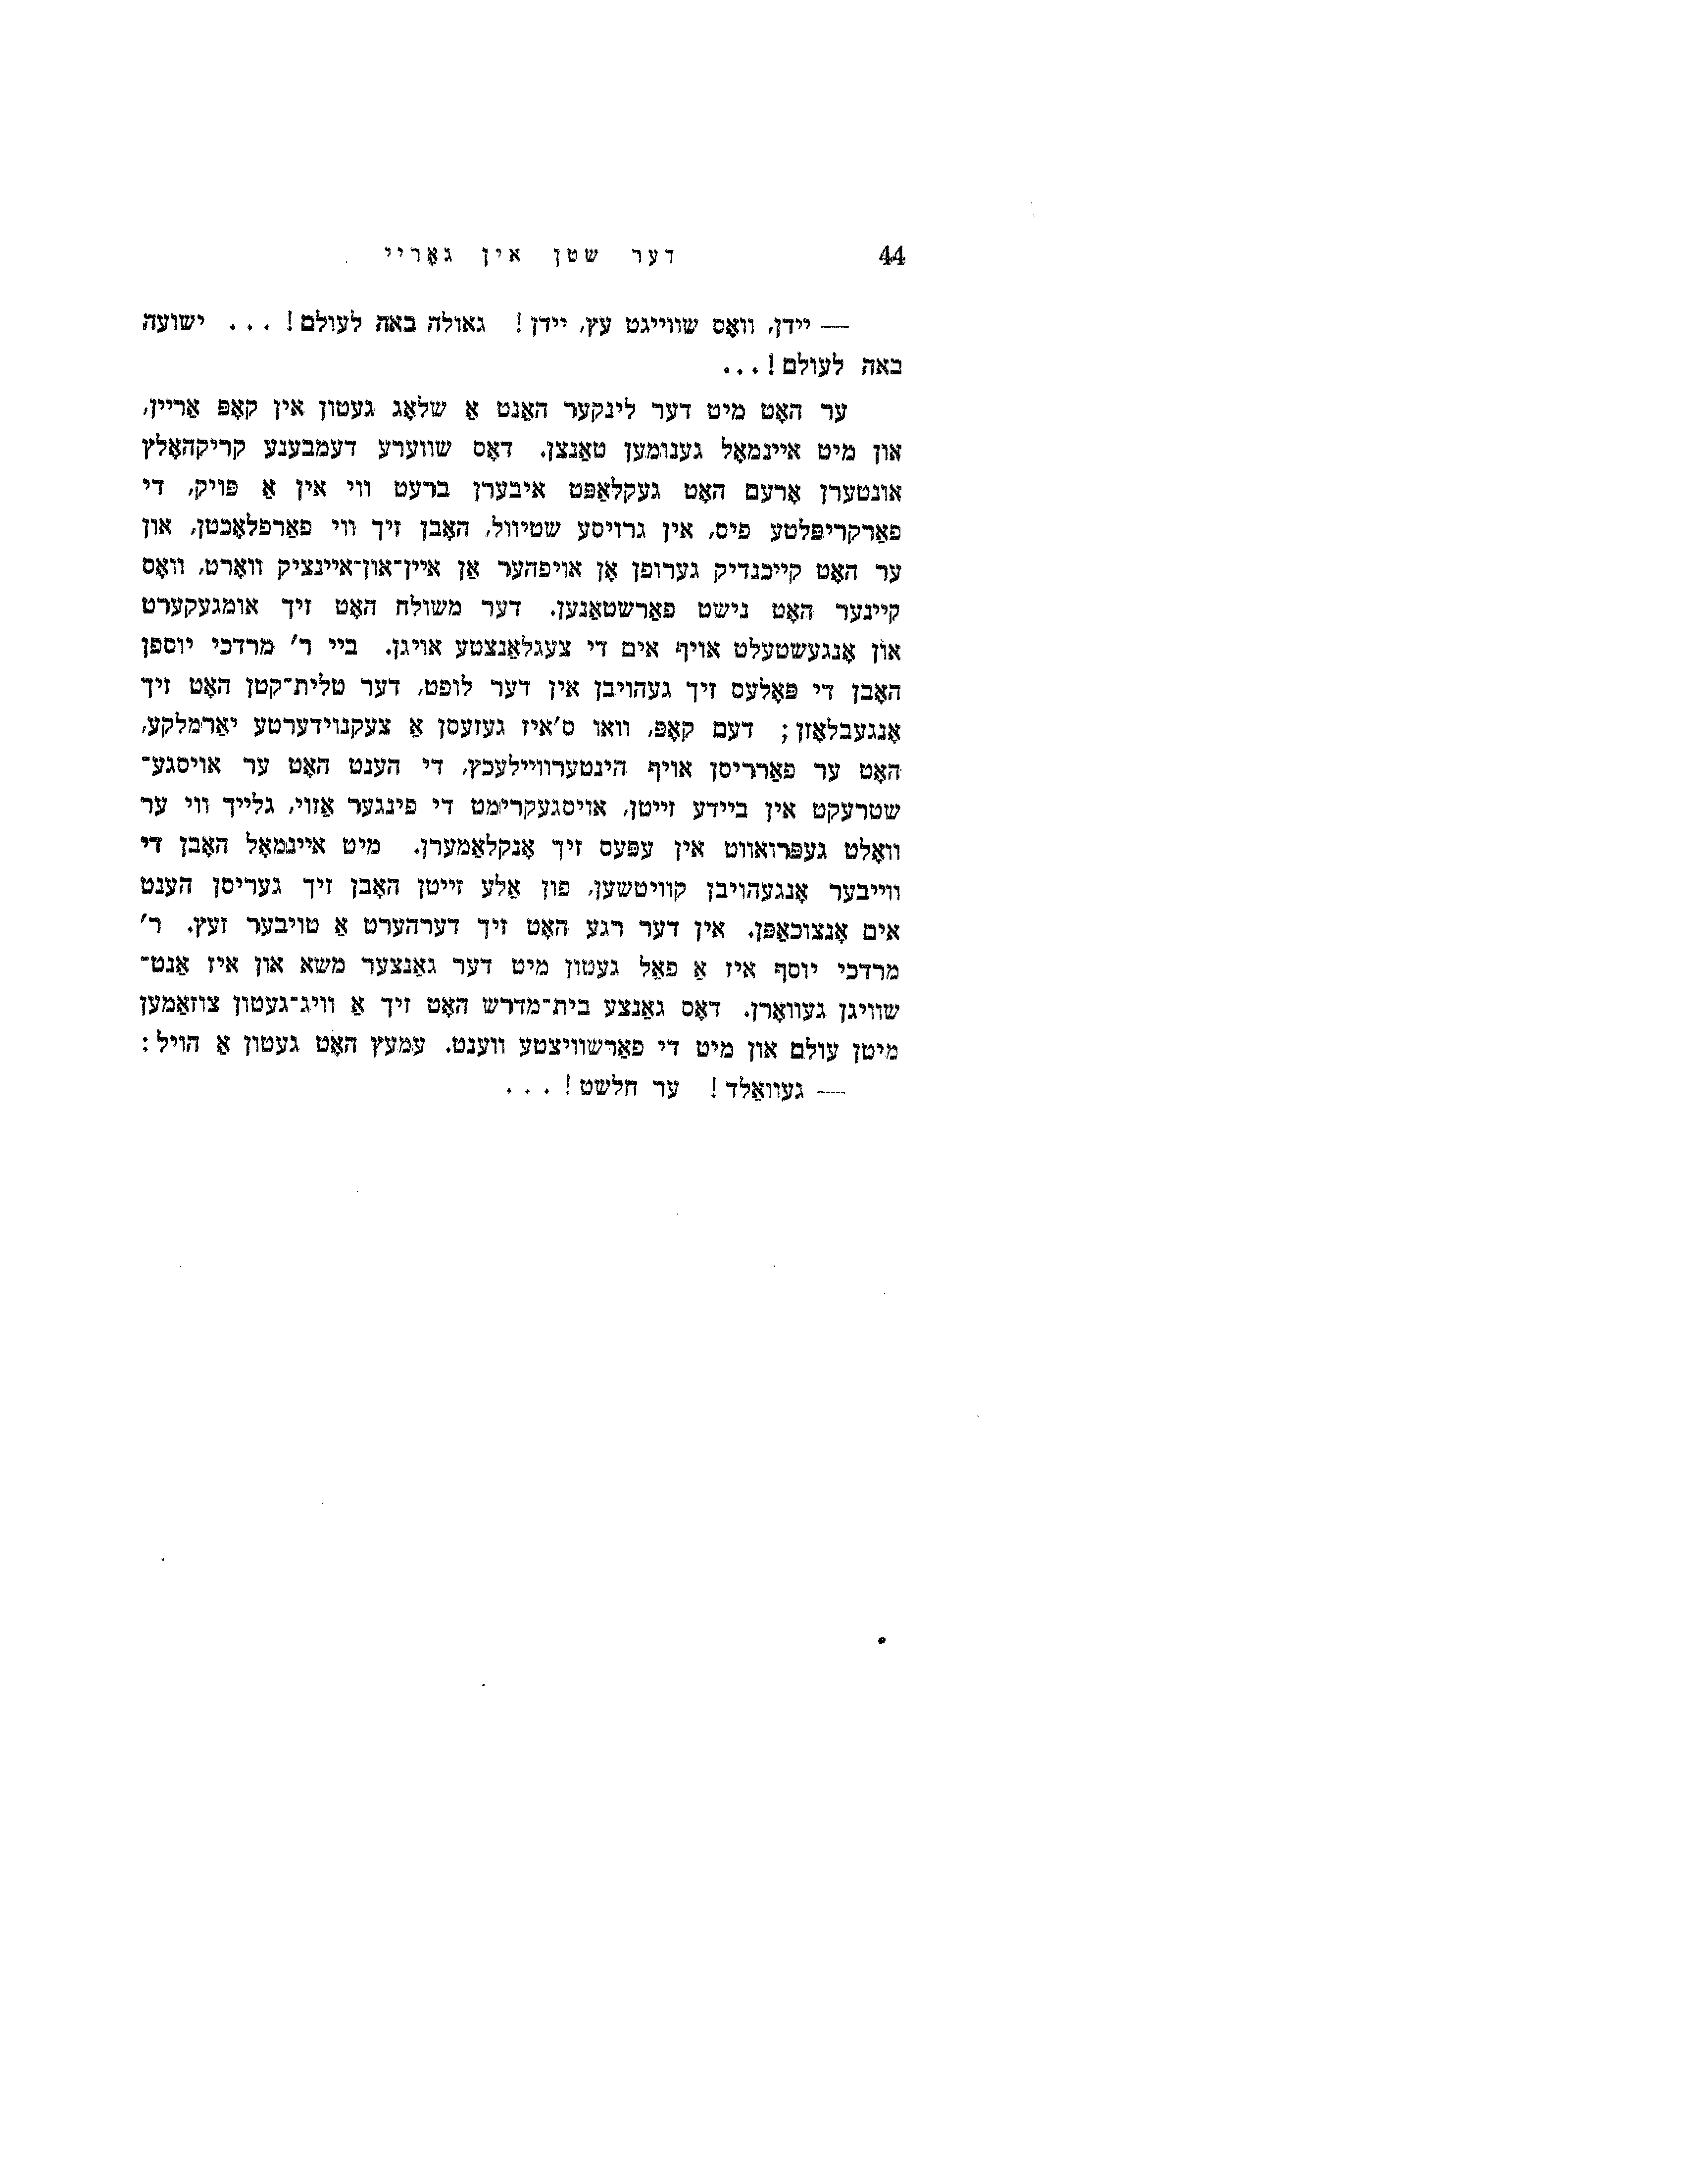 44 דער שטן אין גאָריי
— יידן, וואָס שווייגט עץ, יידן! גאולה באה לעולם! ... ישועה
באה לעולם! ...
ער האָט מיט דער לינקער האַנט אַ שלאָג געטון אין קאָפּ אַריין,
און מיט איינמאָל גענומען טאַנצן. דאָס שווערע דעמבענע קריקהאָלץ
אונטערן אָרעם האָט געקלאַפּט איבערן ברעט ווי אין אַ פּויק, די
פאַרקריפּלטע פיס, אין גרויסע שטיוול, האָבן זיך ווי פאַרפלאָכטן, און
ער האָט קייכנדיק גערופן אָן אויפהער אַן איין־און־איינציק וואָרט, וואָס
קיינער האָט נישט פאַרשטאַנען. דער משולח האָט זיך אומגעקערט
און אָנגעשטעלט אויף אים די צעגלאַנצטע אויגן. ביי ר' מרדכי יוספן
האָבן די פּאָלעס זיך געהויבן אין דער לופט, דער טלית־קטן האָט זיך
אָנגעבלאָזן; דעם קאָפּ, וואו ס'איז געזעסן אַ צעקנוידערטע יאַרמלקע,
האָט ער פאַרריסן אויף הינטערווייליעכץ, די הענט האָט ער אויסגע־
שטרעקט אין ביידע זייטן, אויסגעקרימט די פינגער אַזוי, גלייך ווי ער
וואָלט געפּרואווט אין עפּעס זיך אָנקלאַמערן. מיט איינמאָל האָבן די
ווייבער אָנגעהויבן קוויטשען, פון אַלע זייטן האָבן זיך געריסן הענט
אים אָנצוכאַפּן. אין דער רגע האָט זיך דערהערט אַ טויבער זעץ. ר'
מרדכי יוסף איז אַ פאַל געטון מיט דער גאַנצער משא און איז אַנט־
שוויגן געוואָרן. דאָס גאַנצע בית־מדרש האָט זיך אַ וויג־געטון צוזאַמען
מיטן עולם און מיט די פאַרשוויצטע ווענט. עמעץ האָט געטון אַ הויל:
— געוואַלד! ער חלשט! ...